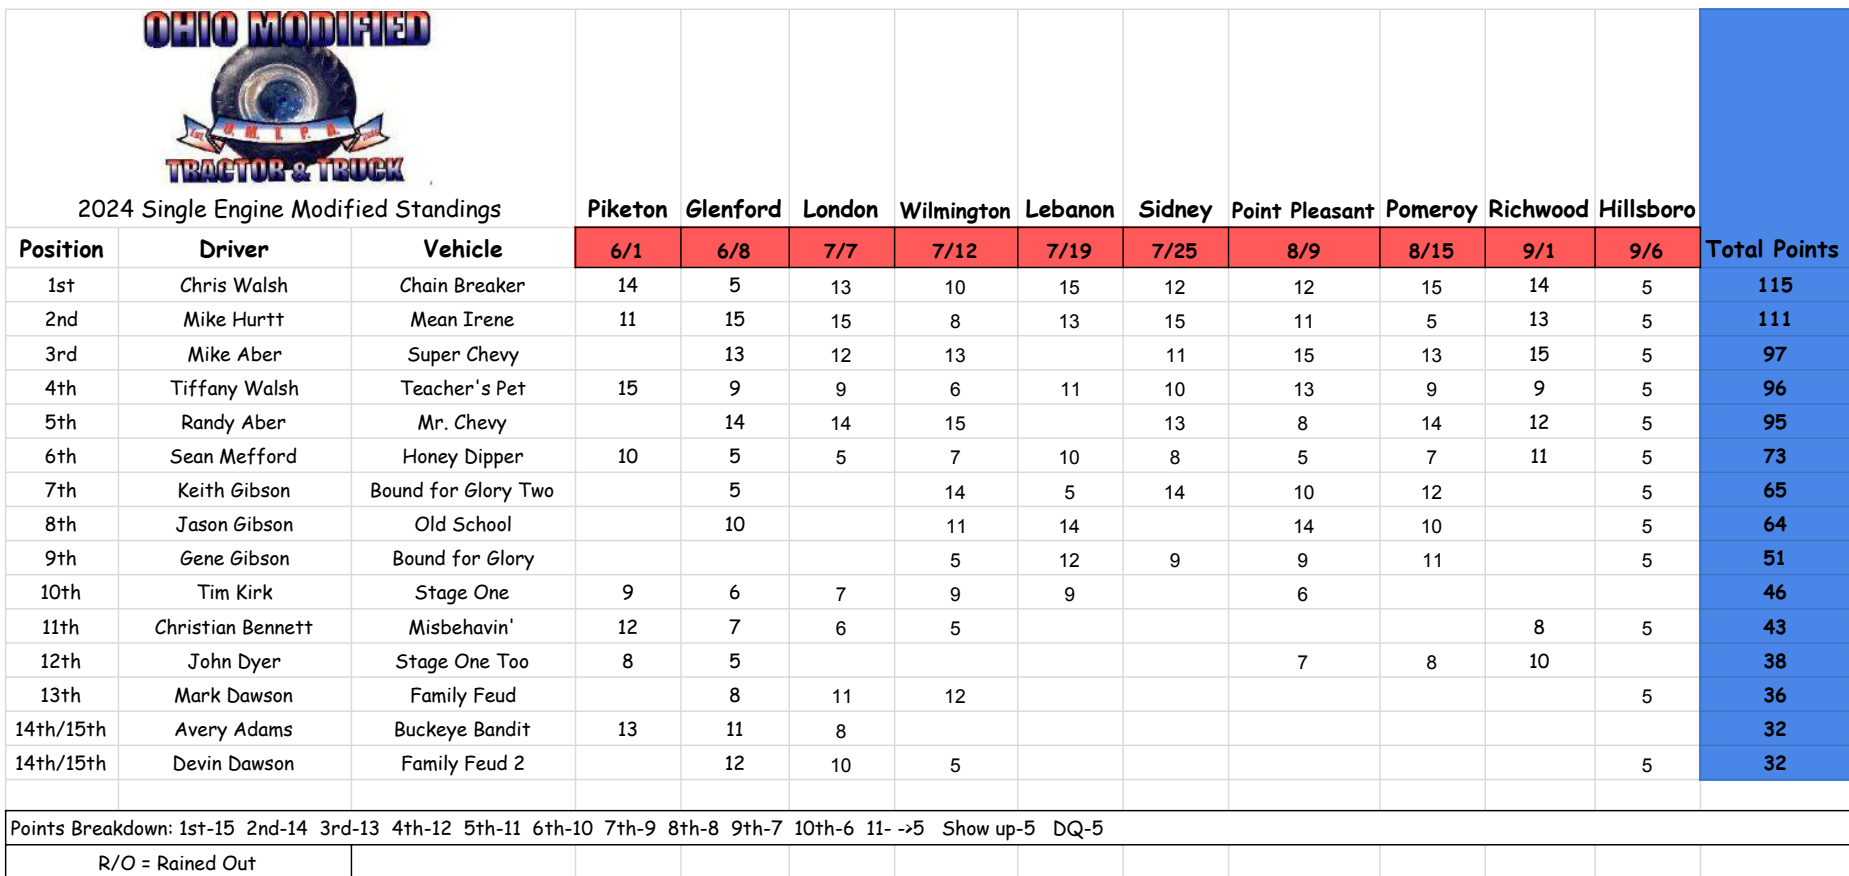 OHIO MODIFIED
O. M. T. P. A.
TRACTOR & TRUCK
2024 Single Engine Modified Standings Piketon Glenford London Wilmington Lebanon Sidney Point Pleasant Pomeroy Richwood Hillsboro
Position Driver Vehicle 6/1 6/8 7/7 7/12 7/19 7/25 8/9 8/15 9/1 9/6 Total Points
1st Chris Walsh Chain Breaker 14 5 13 10 15 12 12 15 14 5 115
2nd Mike Hurtt Mean Irene 11 15 15 8 13 15 11 5 13 5 111
3rd Mike Aber Super Chevy 13 12 13 11 15 13 15 5 97
4th Tiffany Walsh Teacher's Pet 15 9 9 6 11 10 13 9 9 5 96
5th Randy Aber Mr. Chevy 14 14 15 13 8 14 12 5 95
6th Sean Mefford Honey Dipper 10 5 5 7 10 8 5 7 11 5 73
7th Keith Gibson Bound for Glory Two 5 14 5 14 10 12 5 65
8th Jason Gibson Old School 10 11 14 14 10 5 64
9th Gene Gibson Bound for Glory 5 12 9 9 11 5 51
10th Tim Kirk Stage One 9 6 7 9 9 6 46
11th Christian Bennett Misbehavin' 12 7 6 5 8 5 43
12th John Dyer Stage One Too 8 5 7 8 10 38
13th Mark Dawson Family Feud 8 11 12 5 36
14th/15th Avery Adams Buckeye Bandit 13 11 8 32
14th/15th Devin Dawson Family Feud 2 12 10 5 5 32
Points Breakdown: 1st-15 2nd-14 3rd-13 4th-12 5th-11 6th-10 7th-9 8th-8 9th-7 10th-6 11- ->5 Show up-5 DQ-5
R/O = Rained Out